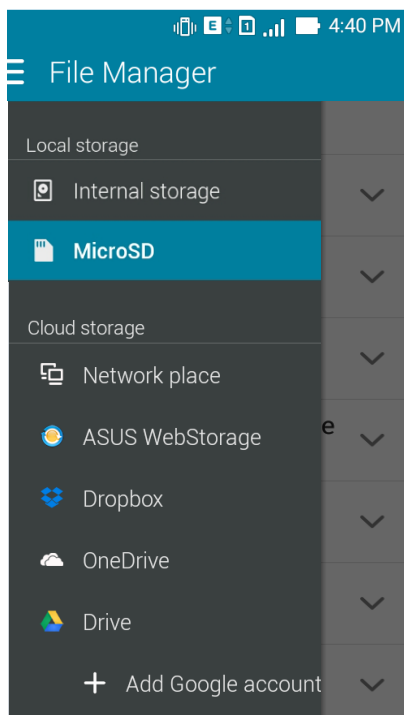 E 1 4:40 PM
File Manager
Local storage
Internal storage
MicroSD
Cloud storage
Network place
ASUS WebStorage
e
Dropbox
OneDrive
Drive
+ Add Google account